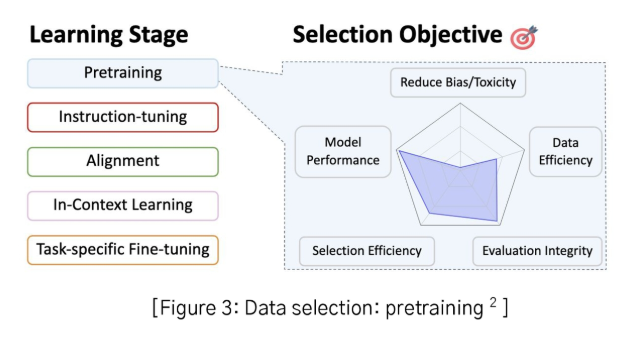 Learning Stage
Selection Objective
Pretraining
Instruction-tuning
Alignment
In-Context Learning
Task-specific Fine-tuning
Reduce Bias/Toxicity
Model
Performance
Data
Efficiency
Selection Efficiency
Evaluation Integrity
[Figure 3: Data selection: pretraining ²]